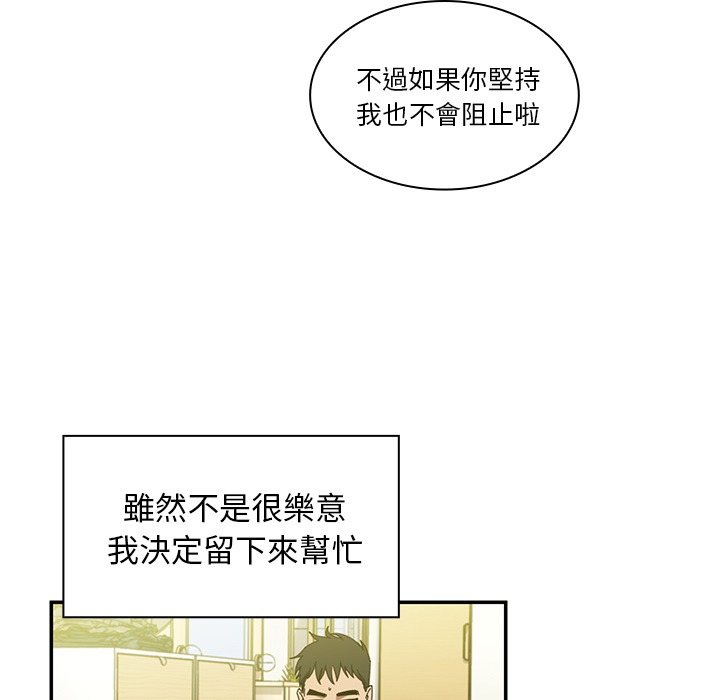 不過如果你堅持
我也不會阻止啦
雖然不是很樂意
我決定留下來幫忙